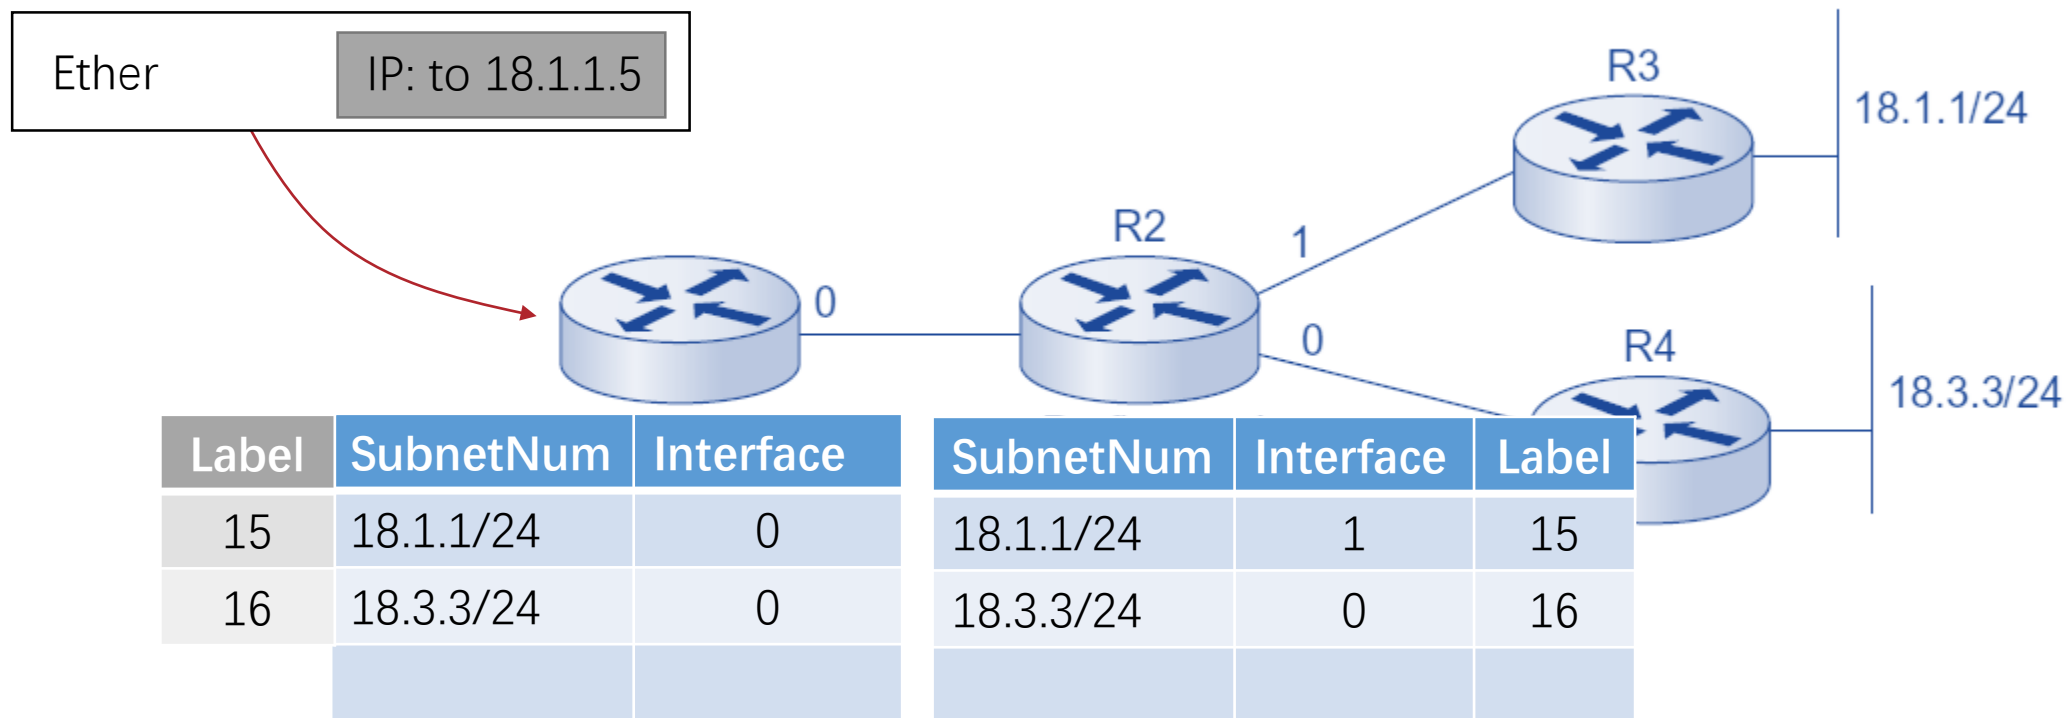 Ether
IP: to 18.1.1.5
R3
18.1.1/24
R2
1
0
0
R4
18.3.3/24
Label SubnetNum Interface
15 18.1.1/24 0
16 18.3.3/24 0
SubnetNum Interface Label
18.1.1/24 1 15
18.3.3/24 0 16